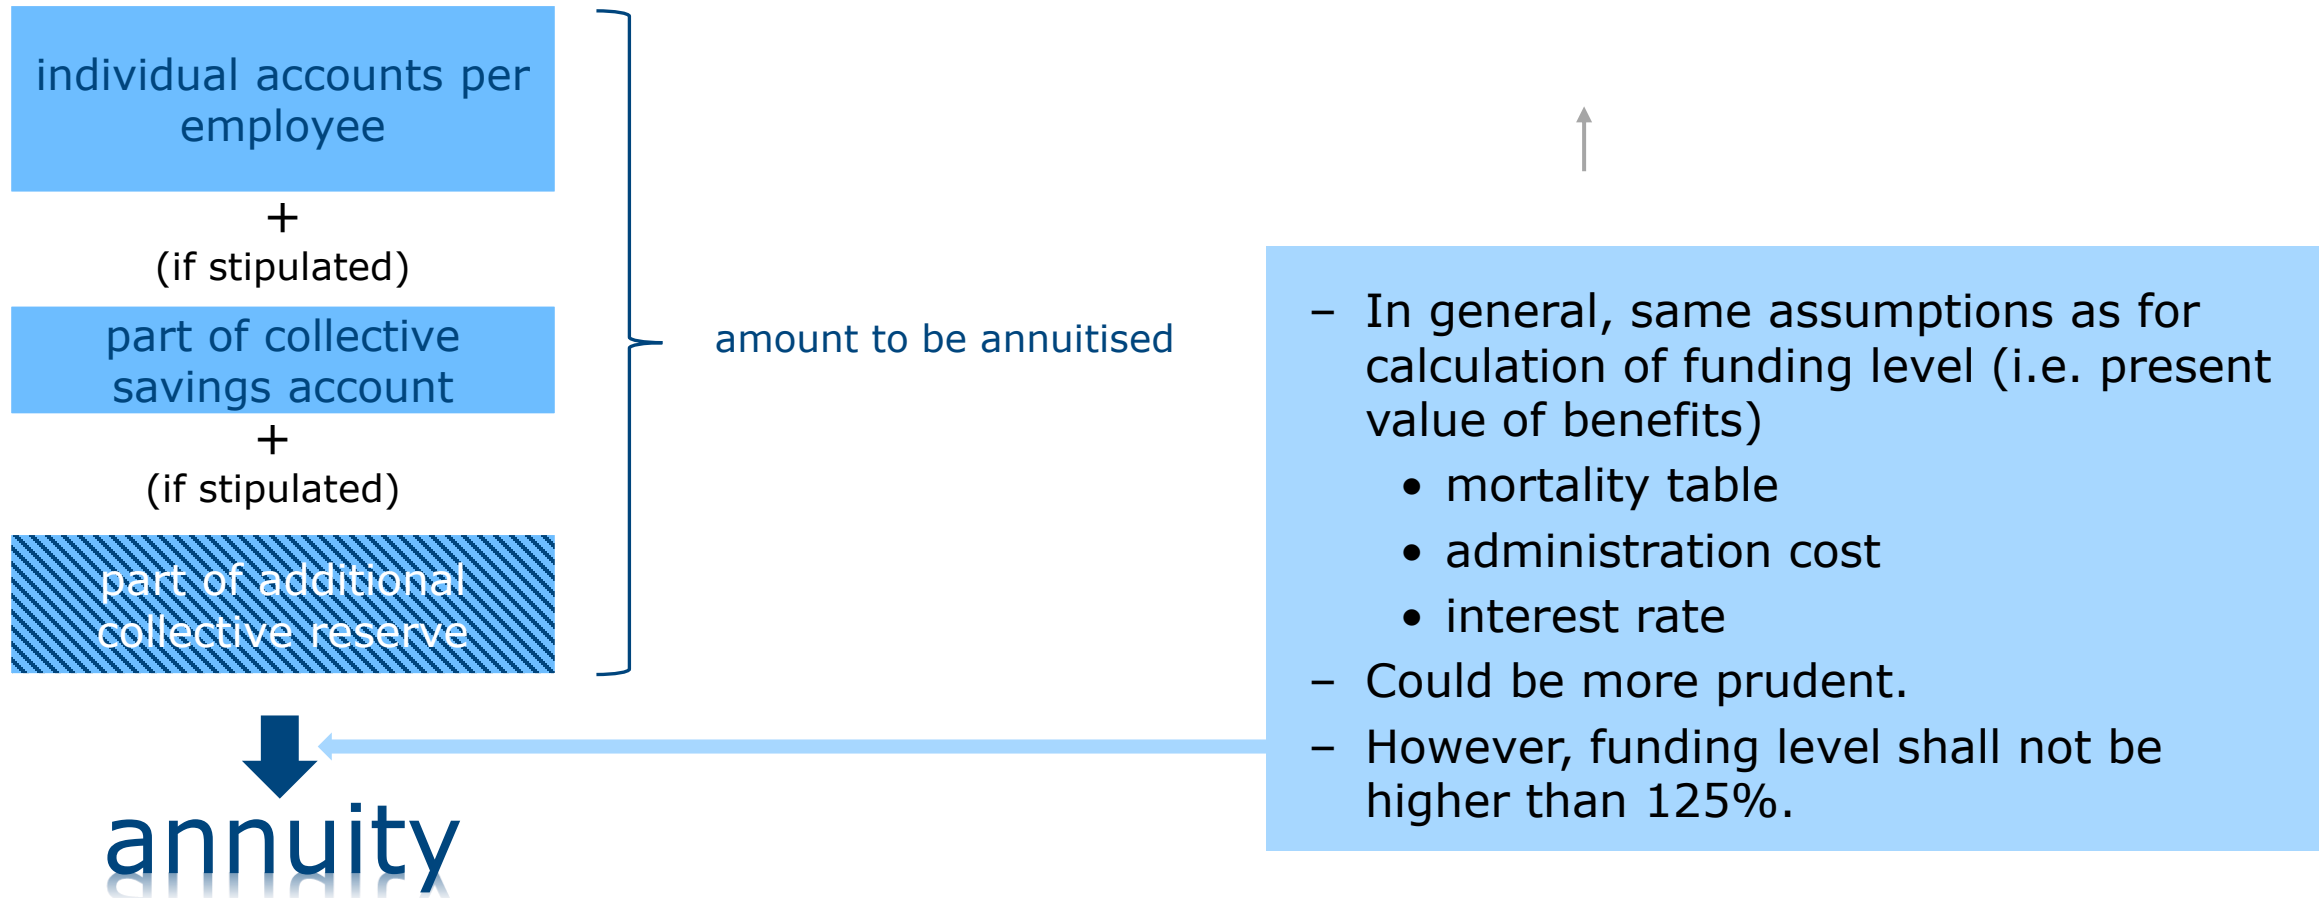 individual accounts per
employee
+
(if stipulated)
part of collective
savings account
+
(if stipulated)
part of additional
collective reserve
annuity
amount to be annuitised
– In general, same assumptions as for
calculation of funding level (i.e. present
value of benefits)
• mortality table
• administration cost
• interest rate
– Could be more prudent.
– However, funding level shall not be
higher than 125%.